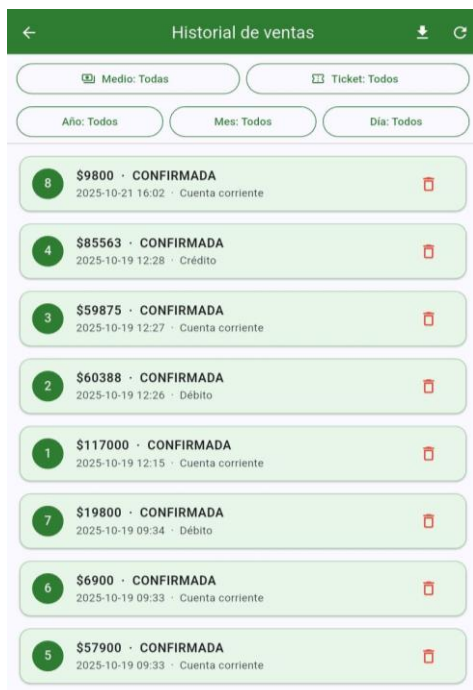 Historial de ventas
Medio: Todas
Ticket: Todos
Año: Todos
Mes: Todos
Día: Todos
8
$9800 · CONFIRMADA
2025-10-21 16:02 · Cuenta corriente
4
$85563 · CONFIRMADA
2025-10-19 12:28 · Crédito
3
$59875 · CONFIRMADA
2025-10-19 12:27 · Cuenta corriente
2
$60388 · CONFIRMADA
2025-10-19 12:26 · Débito
1
$117000 · CONFIRMADA
2025-10-19 12:15 · Cuenta corriente
7
$19800 · CONFIRMADA
2025-10-19 09:34 · Débito
6
$6900 · CONFIRMADA
2025-10-19 09:33 · Cuenta corriente
5
$57900 · CONFIRMADA
2025-10-19 09:33 · Cuenta corriente